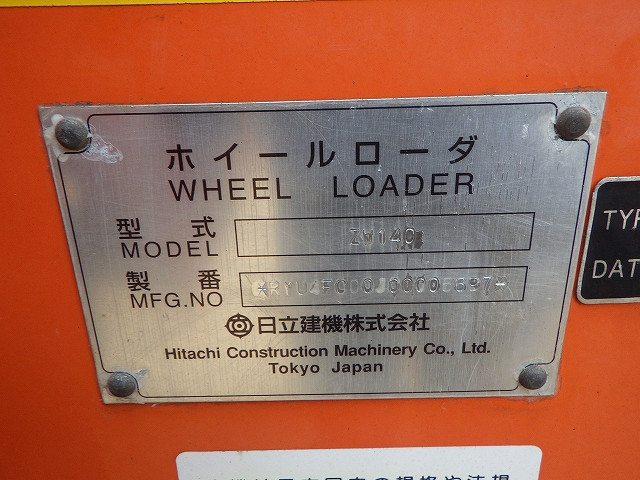 ホイールローダ
WHEEL LOADER
型式
MODEL
ZW140
製番
MFG.NO
日立建機株式会社
Hitachi Construction Machinery Co., Ltd.
Tokyo Japan
TYP
DAT